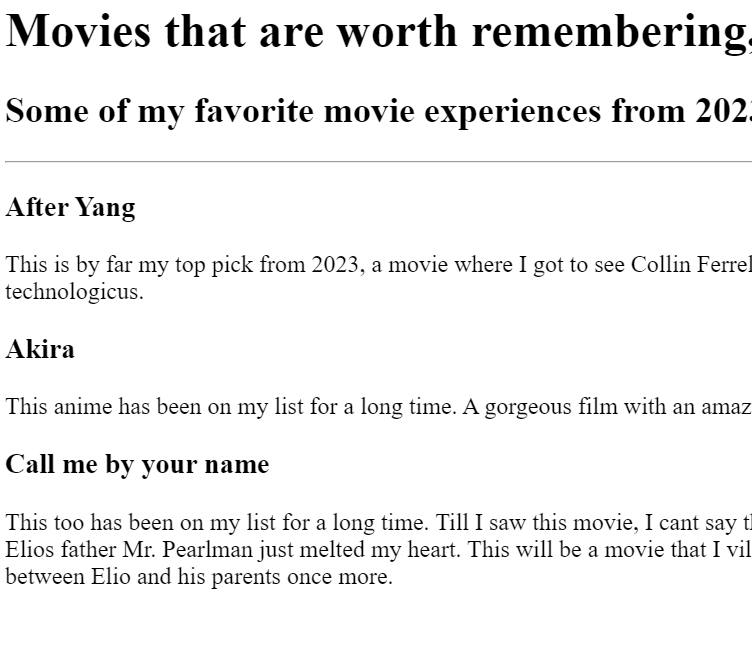 Movies that are worth remembering,
Some of my favorite movie experiences from 2023
After Yang
This is by far my top pick from 2023, a movie where I got to see Collin Ferrel
technologicus.
Akira
This anime has been on my list for a long time. A gorgeous film with an amaz
Call me by your name
This too has been on my list for a long time. Till I saw this movie, I cant say th
Elios father Mr. Pearlman just melted my heart. This will be a movie that I vil
between Elio and his parents once more.